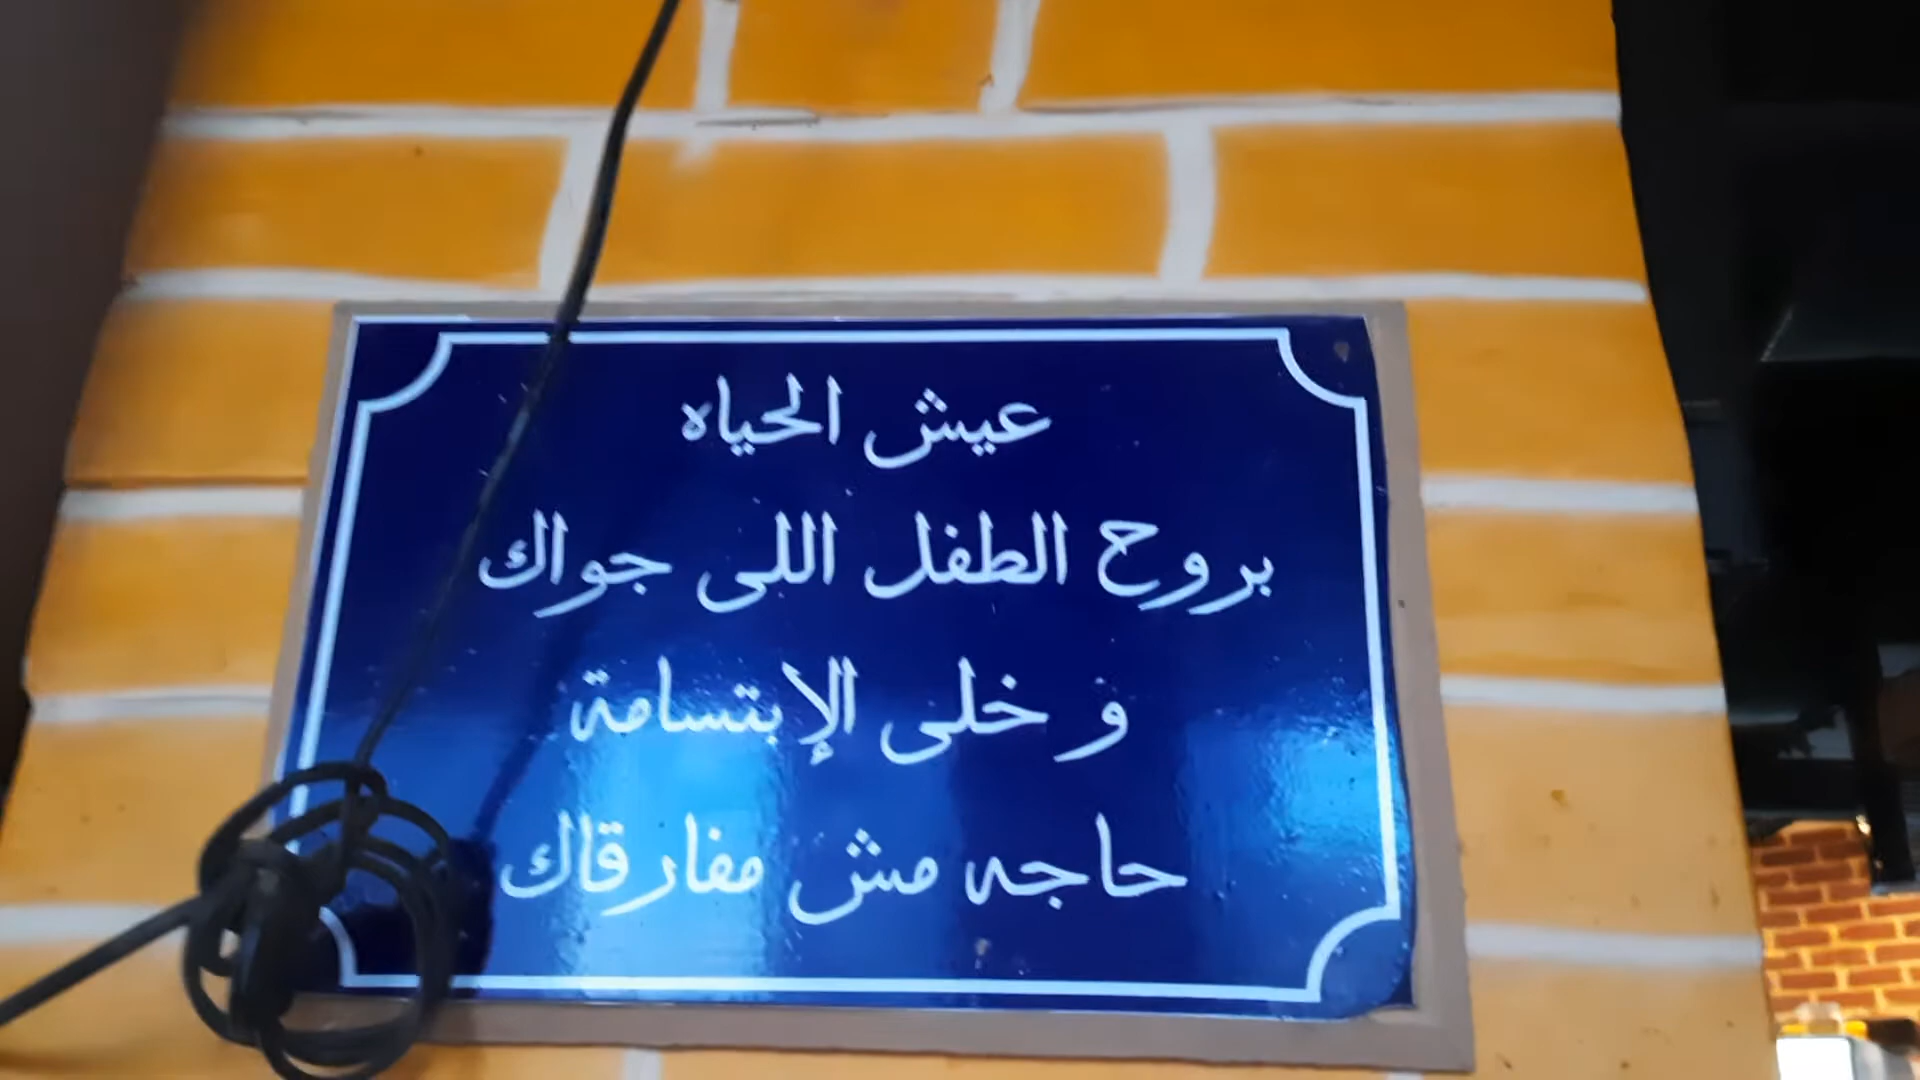 عيش الحياه
بروح الطفل اللى جواك
و خلى الإبتسامة
حاجه مش مفارقاك